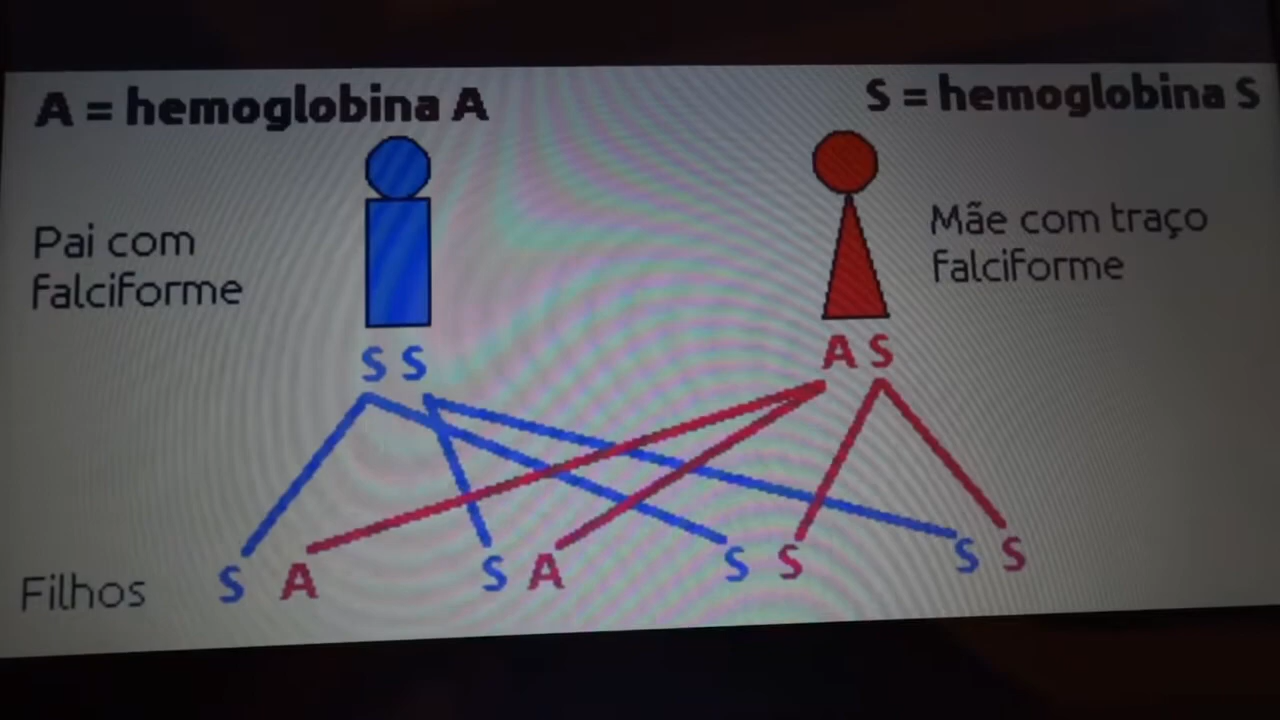 A = hemoglobina A
S = hemoglobina S
Pai com
falciforme
Mãe com traço
falciforme
S S
A S
Filhos
S A
S A
S S
S S